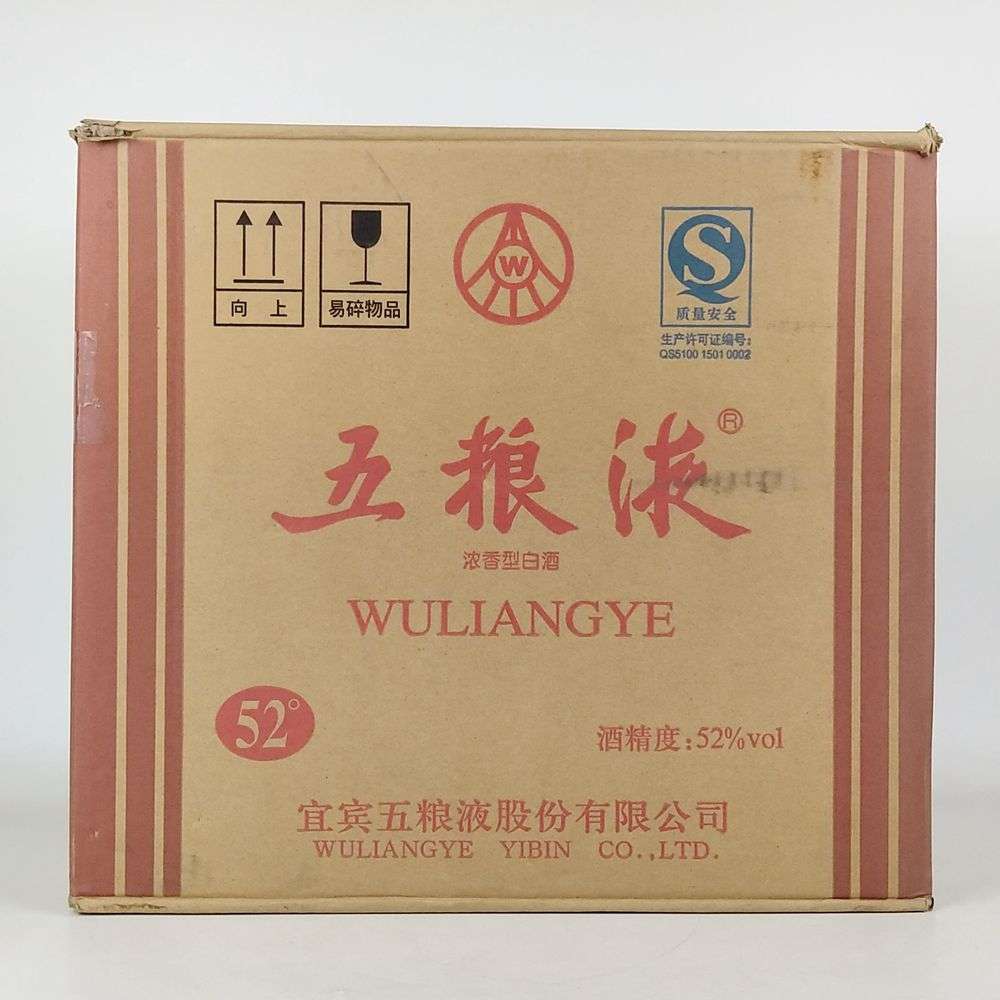 向 上
易碎物品
W
QS
质量安全
生产许可证编号:
QS5100 1501 0002
五粮液®
浓香型白酒
WULIANGYE
52°
酒精度:52%vol
宜宾五粮液股份有限公司
WULIANGYE YIBIN CO.,LTD.